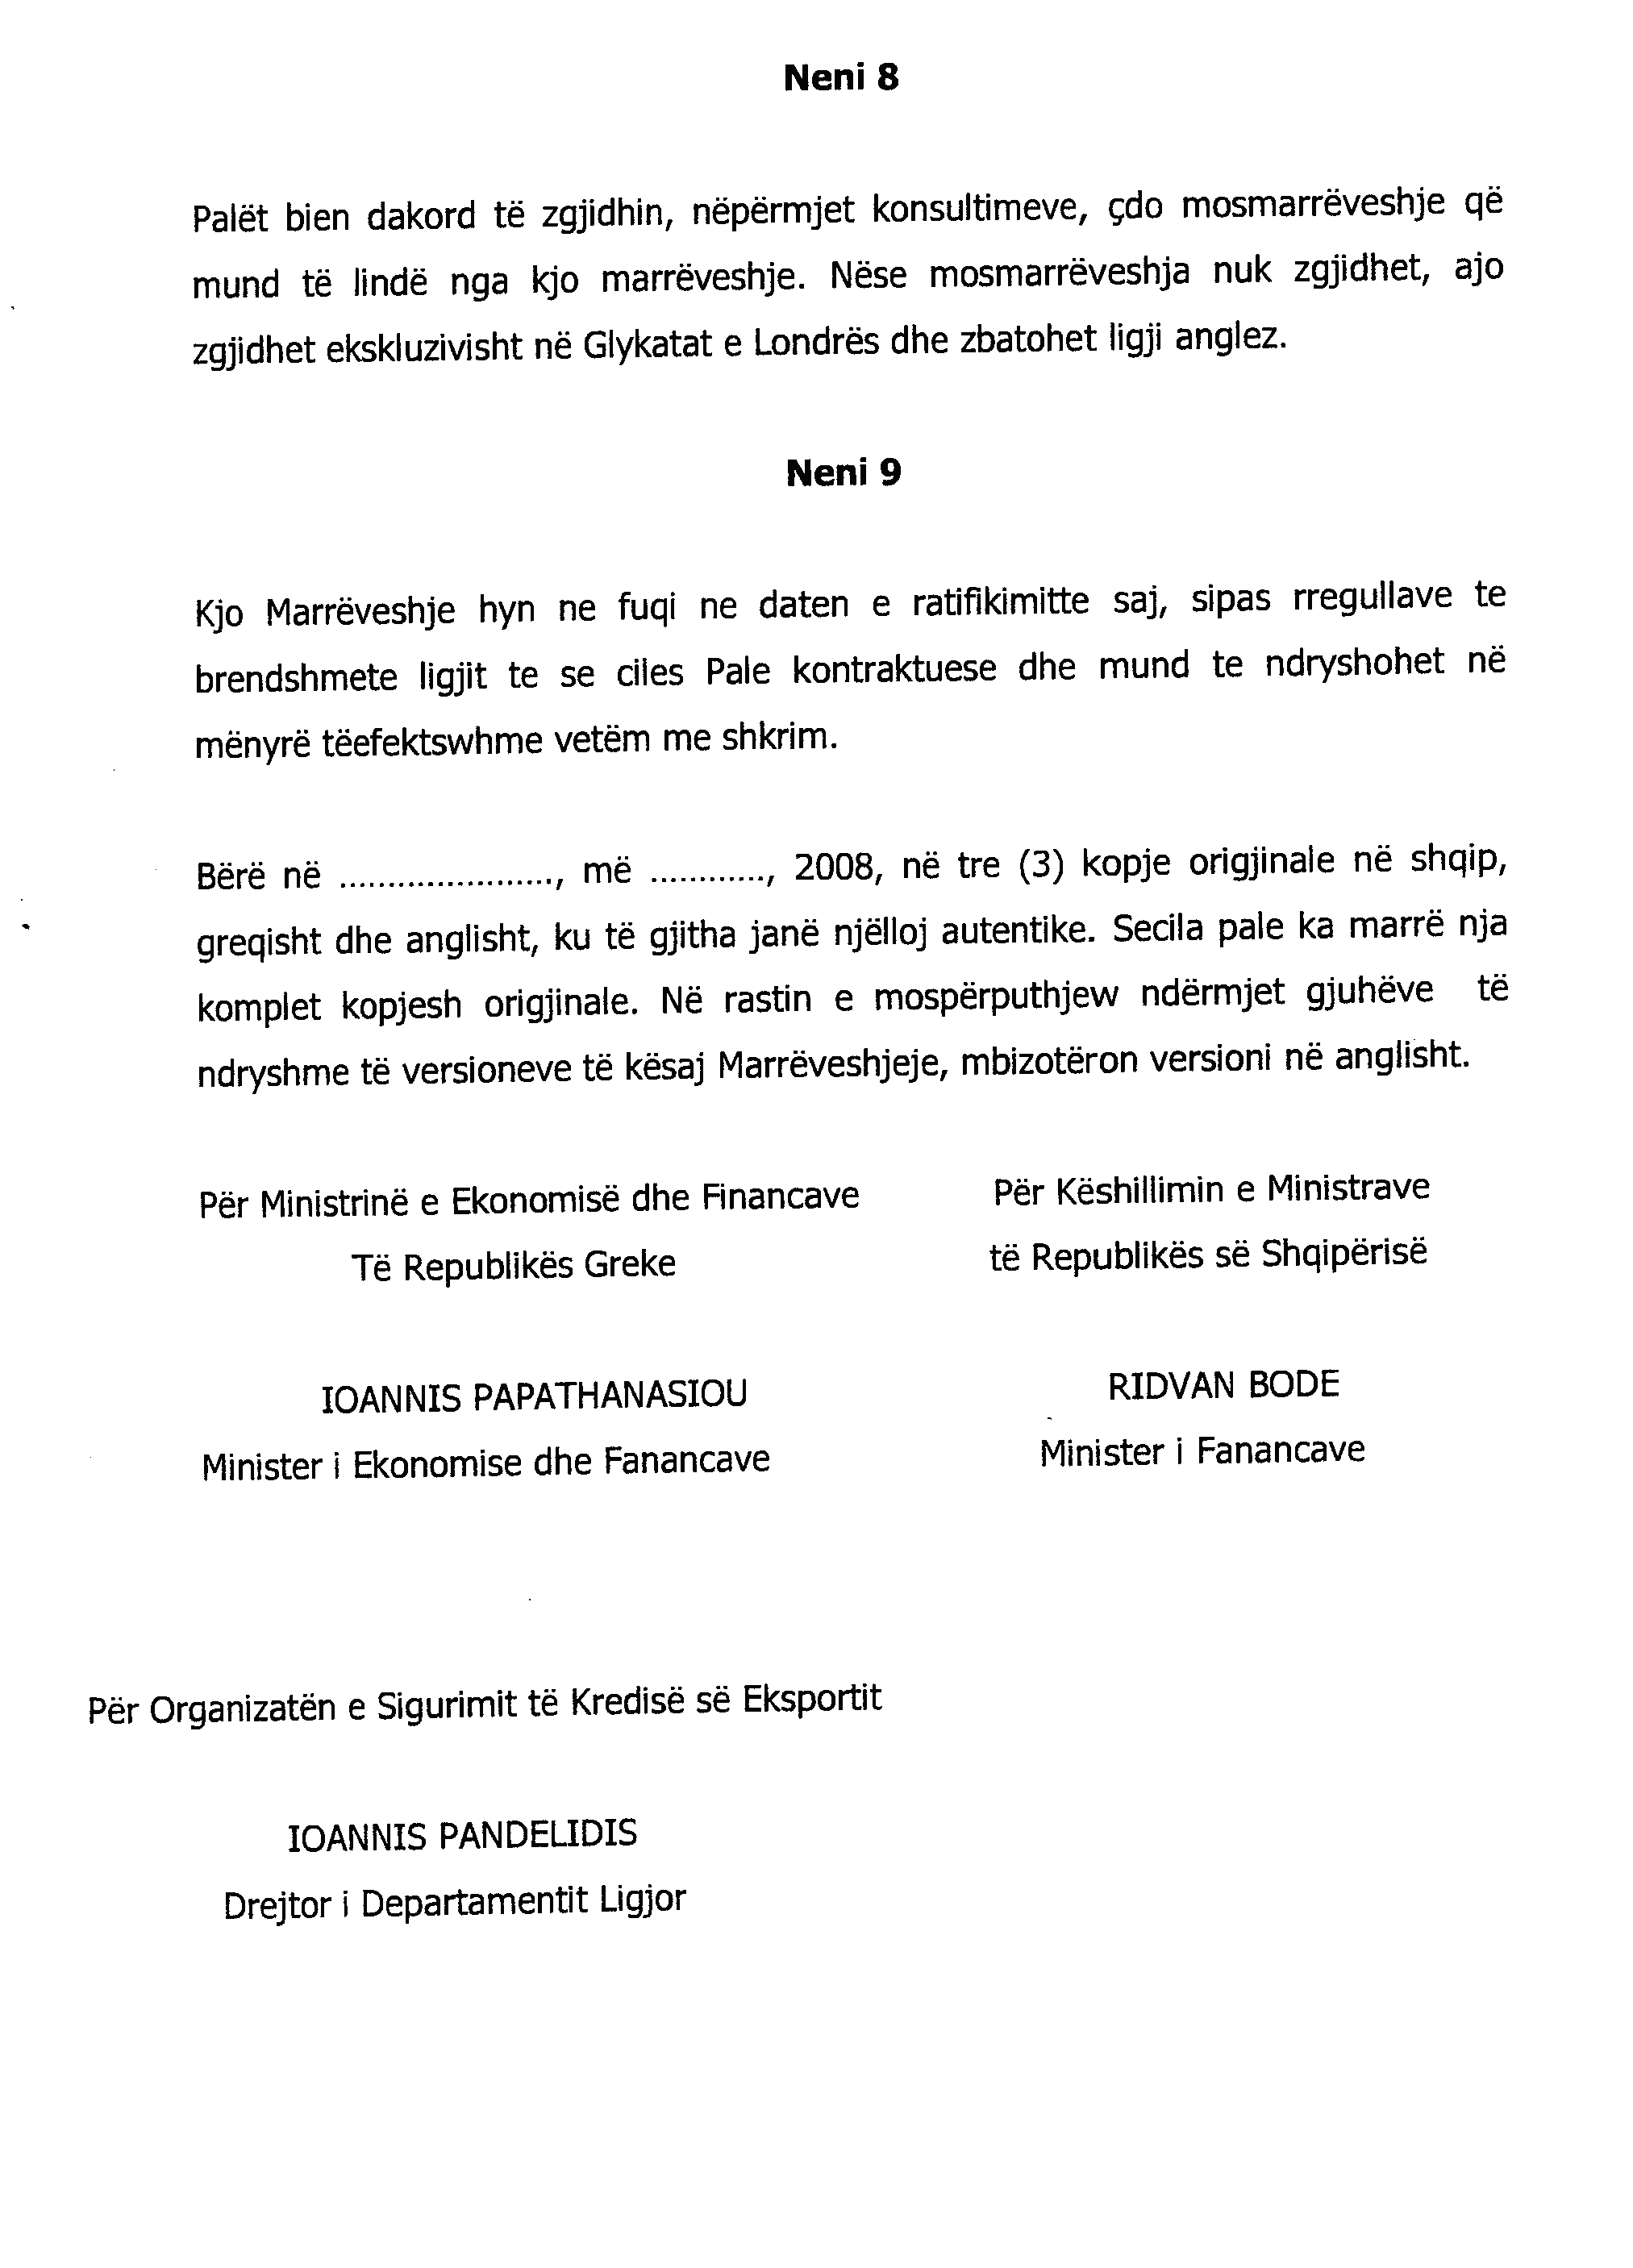 Neni 8
Palët bien dakord të zgjidhin, nëpërmjet konsultimeve, çdo mosmarrëveshje që
mund të lindë nga kjo marrëveshje. Nëse mosmarrëveshja nuk zgjidhet, ajo
zgjidhet ekskluzivisht në Glykatat e Londrës dhe zbatohet ligji anglez.
Neni 9
Kjo Marrëveshje hyn ne fuqi ne daten e ratifikimitte saj, sipas rregullave te
brendshmete ligjit te se ciles Pale kontraktuese dhe mund te ndryshohet në
mënyrë tëefektswhme vetëm me shkrim.
Bërë në ......................, më ............, 2008, në tre (3) kopje origjinale në shqip,
greqisht dhe anglisht, ku të gjitha janë njëlloj autentike. Secila pale ka marrë nja
komplet kopjesh origjinale. Në rastin e mospërputhjew ndërmjet gjuhëve të
ndryshme të versioneve të kësaj Marrëveshjeje, mbizotëron versioni në anglisht.
Për Ministrinë e Ekonomisë dhe Financave
Të Republikës Greke
IOANNIS PAPATHANASIOU
Minister i Ekonomise dhe Fanancave
Për Këshillimin e Ministrave
të Republikës së Shqipërisë
RIDVAN BODE
Minister i Fanancave
Për Organizatën e Sigurimit të Kredisë së Eksportit
IOANNIS PANDELIDIS
Drejtor i Departamentit Ligjor